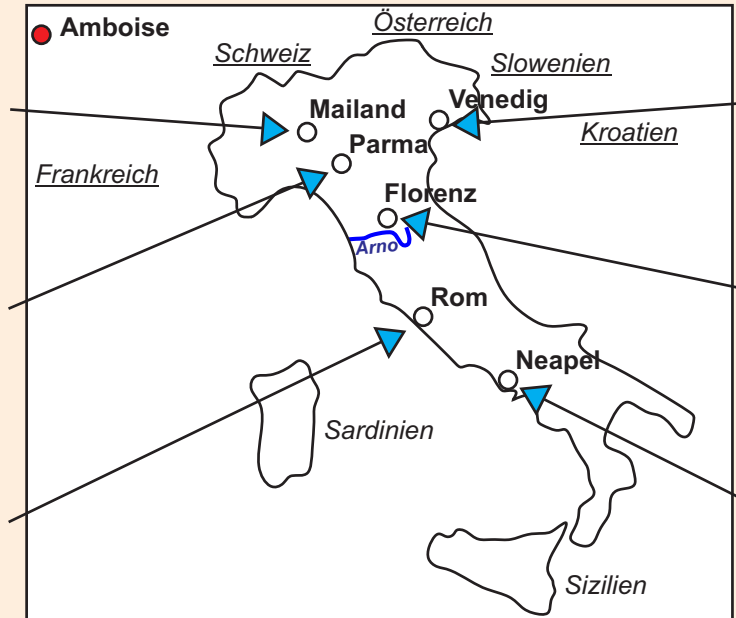 Österreich
Amboise
Schweiz
Slowenien
Mailand
Venedig
Kroatien
Parma
Frankreich
Florenz
Arno
Rom
Neapel
Sardinien
Sizilien